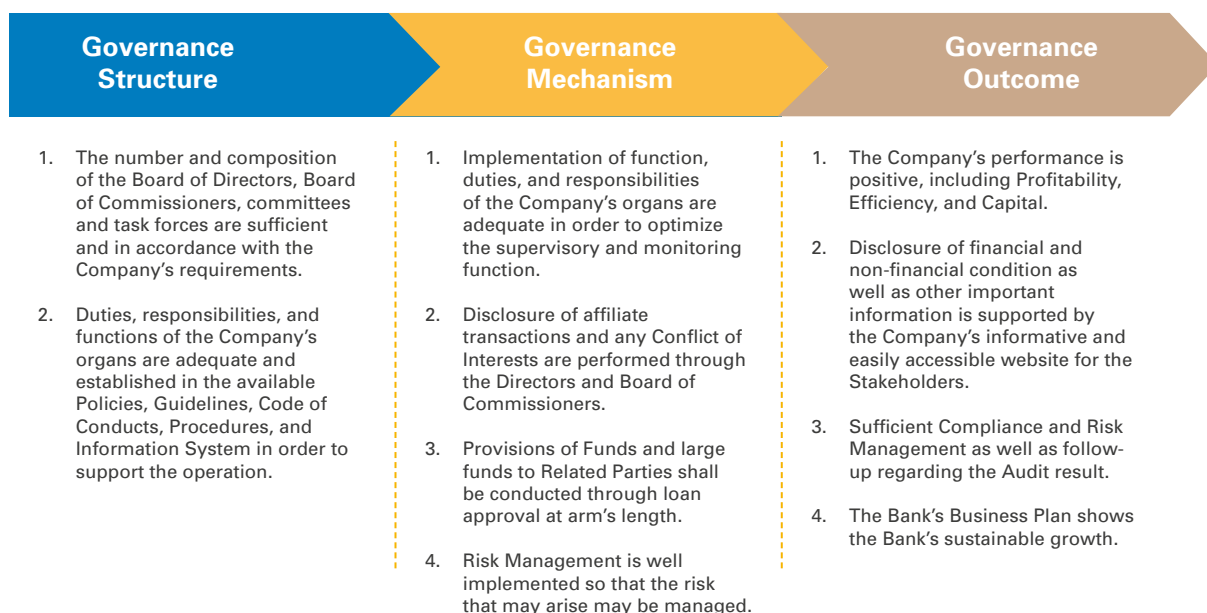 Governance
Structure
Governance
Mechanism
Governance
Outcome
1. The number and composition
of the Board of Directors, Board
of Commissioners, committees
and task forces are sufficient
and in accordance with the
Company’s requirements.
2. Duties, responsibilities, and
functions of the Company’s
organs are adequate and
established in the available
Policies, Guidelines, Code of
Conducts, Procedures, and
Information System in order to
support the operation.
1. Implementation of function,
duties, and responsibilities
of the Company’s organs are
adequate in order to optimize
the supervisory and monitoring
function.
2. Disclosure of affiliate
transactions and any Conflict of
Interests are performed through
the Directors and Board of
Commissioners.
3. Provisions of Funds and large
funds to Related Parties shall
be conducted through loan
approval at arm’s length.
4. Risk Management is well
implemented so that the risk
that may arise may be managed.
1. The Company’s performance is
positive, including Profitability,
Efficiency, and Capital.
2. Disclosure of financial and
non-financial condition as
well as other important
information is supported by
the Company’s informative and
easily accessible website for the
Stakeholders.
3. Sufficient Compliance and Risk
Management as well as follow-
up regarding the Audit result.
4. The Bank’s Business Plan shows
the Bank’s sustainable growth.